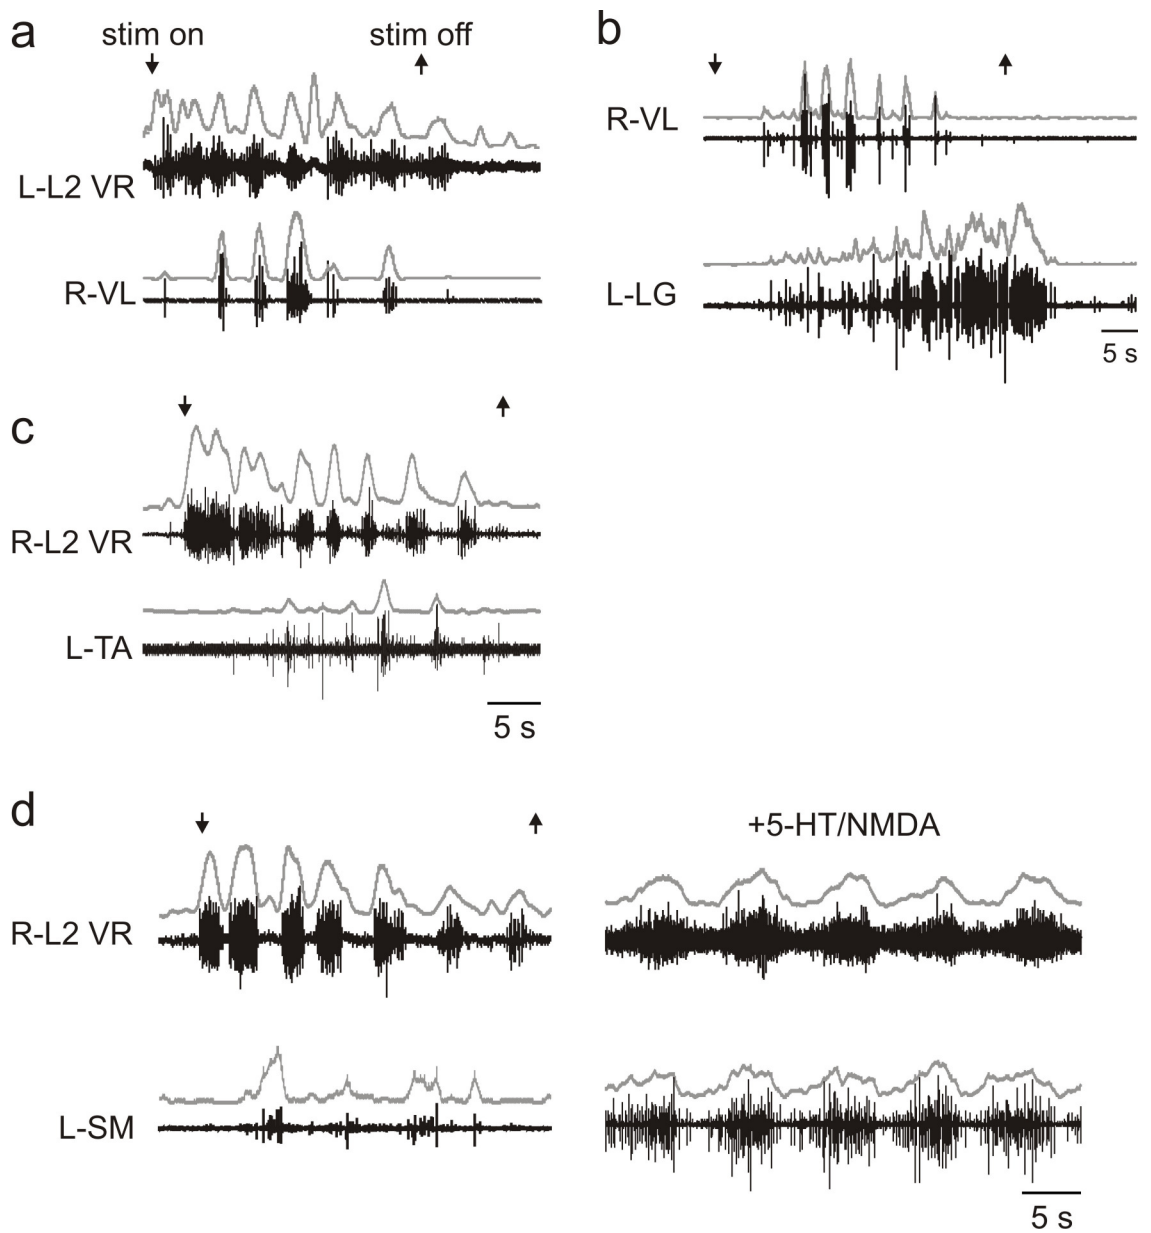 a
stim on
stim off
L-L2 VR
R-VL
b
R-VL
L-LG
5 s
c
R-L2 VR
L-TA
5 s
d
+5-HT/NMDA
R-L2 VR
L-SM
5 s